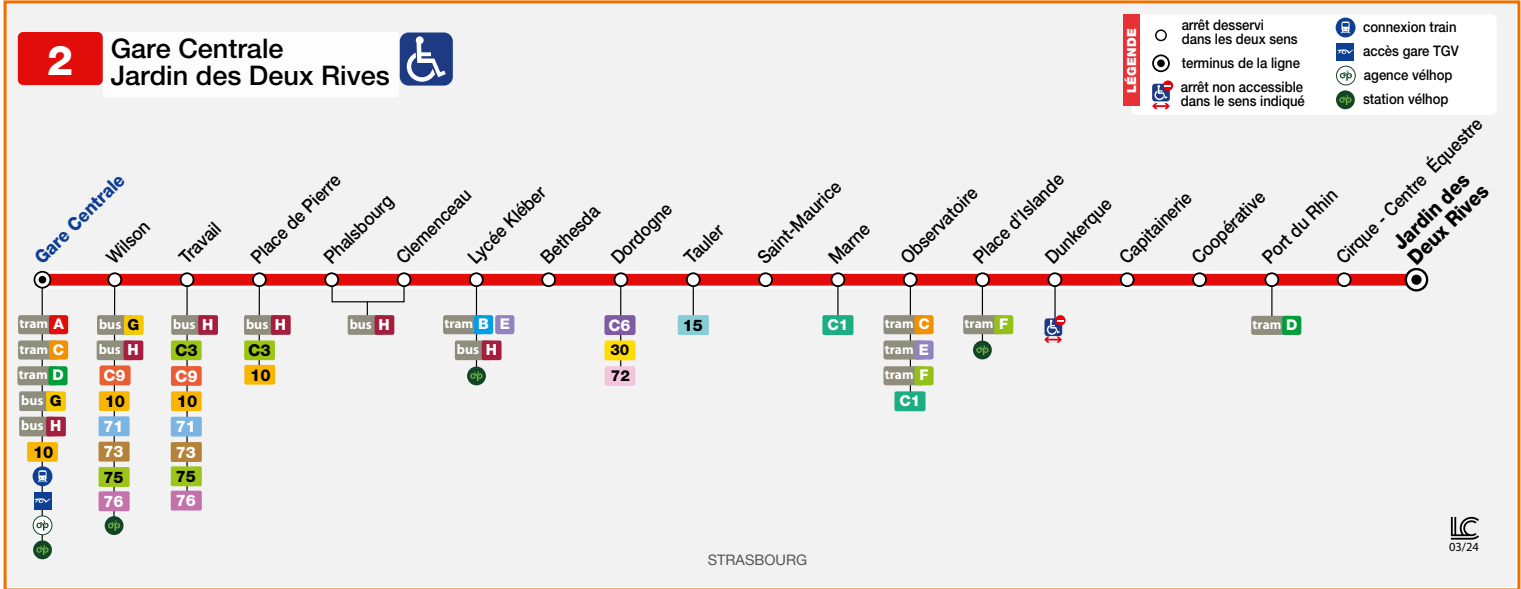 2
Gare Centrale
Jardin des Deux Rives
LÉGENDE
arrêt desservi
dans les deux sens
terminus de la ligne
arrêt non accessible
dans le sens indiqué
connexion train
TGV accès gare TGV
agence vélhop
station vélhop
Gare Centrale
Wilson
Travail
Place de Pierre
Phalsbourg
Clemenceau
Lycée Kléber
Bethesda
Dordogne
Tauler
Saint-Maurice
Marne
Observatoire
Place d'Islande
Dunkerque
Capitainerie
Coopérative
Port du Rhin
Cirque - Centre Équestre
Jardin des
Deux Rives
tram A
tram C
tram D
bus G
bus H
10
TGV
bus G
bus H
C9
10
71
73
75
76
bus H
C3
C9
10
71
73
75
76
bus H
C3
10
bus H
tram B E
bus H
C6
30
72
15
C1
tram C
tram E
tram F
C1
tram F
tram D
STRASBOURG
LC
03/24